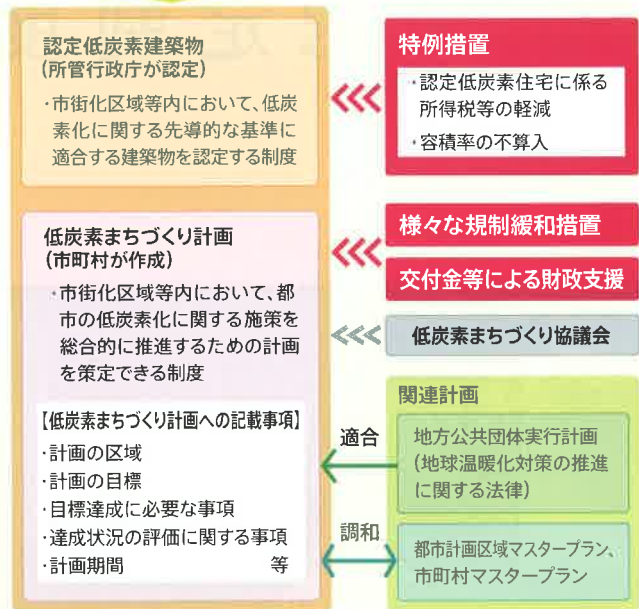 認定低炭素建築物
(所管行政庁が認定)
・市街化区域等内において、低炭
素化に関する先導的な基準に
適合する建築物を認定する制度
特例措置
・認定低炭素住宅に係る
所得税等の軽減
・容積率の不算入
低炭素まちづくり計画
(市町村が作成)
・市街化区域等内において、都
市の低炭素化に関する施策を
総合的に推進するための計画
を策定できる制度
様々な規制緩和措置
交付金等による財政支援
低炭素まちづくり協議会
【低炭素まちづくり計画への記載事項】
・計画の区域
・計画の目標
・目標達成に必要な事項
・達成状況の評価に関する事項
・計画期間 等
関連計画
適合
地方公共団体実行計画
(地球温暖化対策の推進
に関する法律)
調和
都市計画区域マスタープラン、
市町村マスタープラン